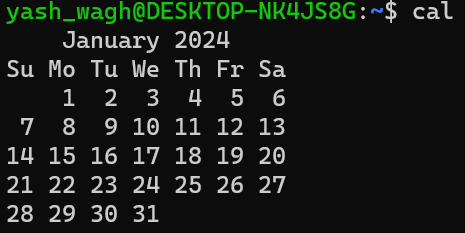 yash_wagh@DESKTOP-NK4JS8G:~$ cal
    January 2024
Su Mo Tu We Th Fr Sa
    1  2  3  4  5  6
 7  8  9 10 11 12 13
14 15 16 17 18 19 20
21 22 23 24 25 26 27
28 29 30 31